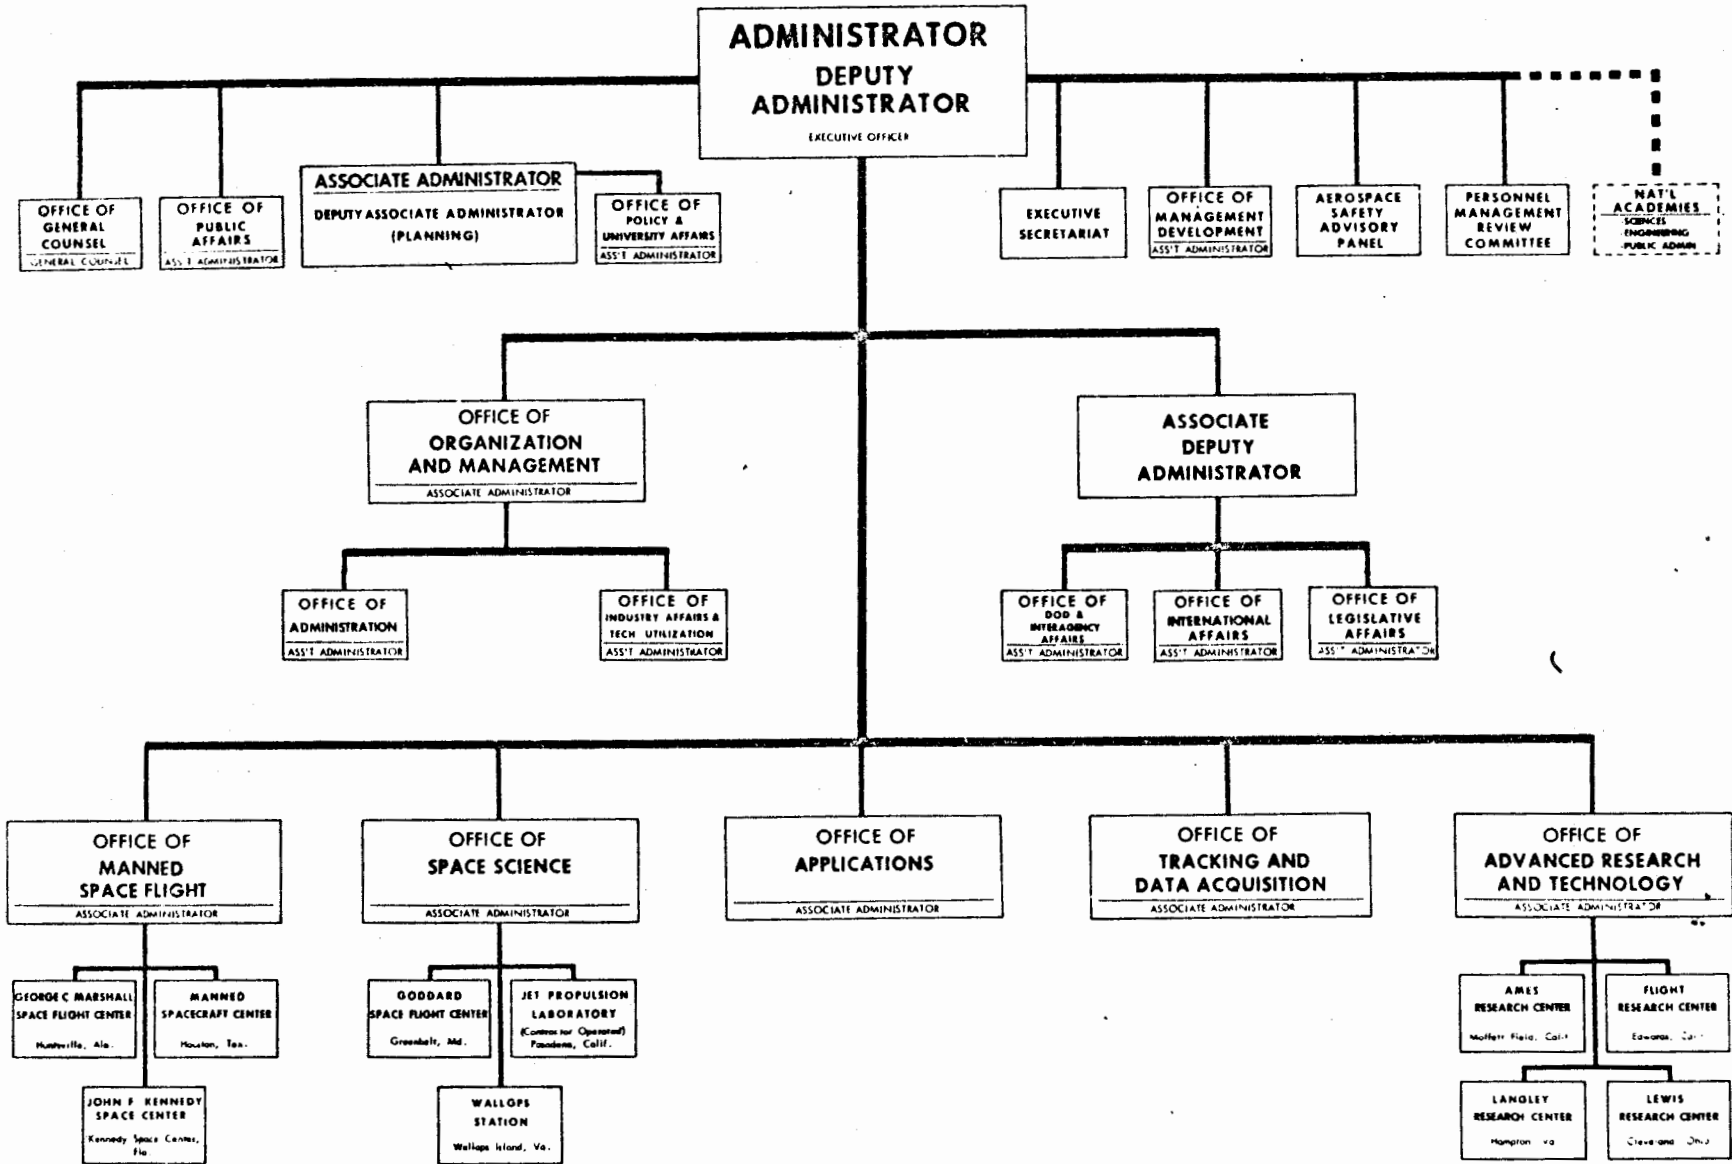 ADMINISTRATOR
DEPUTY
ADMINISTRATOR
EXECUTIVE OFFICER
OFFICE OF
GENERAL
COUNSEL
GENERAL COUNSEL
OFFICE OF
PUBLIC
AFFAIRS
ASS'T ADMINISTRATOR
ASSOCIATE ADMINISTRATOR
DEPUTY ASSOCIATE ADMINISTRATOR
(PLANNING)
OFFICE OF
POLICY &
UNIVERSITY AFFAIRS
ASS'T ADMINISTRATOR
EXECUTIVE
SECRETARIAT
OFFICE OF
MANAGEMENT
DEVELOPMENT
ASS'T ADMINISTRATOR
AEROSPACE
SAFETY
ADVISORY
PANEL
PERSONNEL
MANAGEMENT
REVIEW
COMMITTEE
NAT'L
ACADEMIES
SCIENCES
ENGINEERING
PUBLIC ADMIN
OFFICE OF
ORGANIZATION
AND MANAGEMENT
ASSOCIATE ADMINISTRATOR
ASSOCIATE
DEPUTY
ADMINISTRATOR
OFFICE OF
ADMINISTRATION
ASS'T ADMINISTRATOR
OFFICE OF
INDUSTRY AFFAIRS &
TECH UTILIZATION
ASS'T ADMINISTRATOR
OFFICE OF
DOD &
INTERAGENCY
AFFAIRS
ASS'T ADMINISTRATOR
OFFICE OF
INTERNATIONAL
AFFAIRS
ASS'T ADMINISTRATOR
OFFICE OF
LEGISLATIVE
AFFAIRS
ASS'T ADMINISTRATOR
OFFICE OF
MANNED
SPACE FLIGHT
ASSOCIATE ADMINISTRATOR
OFFICE OF
SPACE SCIENCE
ASSOCIATE ADMINISTRATOR
OFFICE OF
APPLICATIONS
ASSOCIATE ADMINISTRATOR
OFFICE OF
TRACKING AND
DATA ACQUISITION
ASSOCIATE ADMINISTRATOR
OFFICE OF
ADVANCED RESEARCH
AND TECHNOLOGY
ASSOCIATE ADMINISTRATOR
GEORGE C MARSHALL
SPACE FLIGHT CENTER
Huntsville, Ala.
MANNED
SPACECRAFT CENTER
Houston, Tex.
JOHN F KENNEDY
SPACE CENTER
Kennedy Space Center,
Fla.
GODDARD
SPACE FLIGHT CENTER
Greenbelt, Md.
JET PROPULSION
LABORATORY
(Contractor Operated)
Pasadena, Calif.
WALLOPS
STATION
Wallops Island, Va.
AMES
RESEARCH CENTER
Moffett Field, Calif
FLIGHT
RESEARCH CENTER
Edwards,
LANGLEY
RESEARCH CENTER
Hampton Va
LEWIS
RESEARCH CENTER
Cleveland Ohio